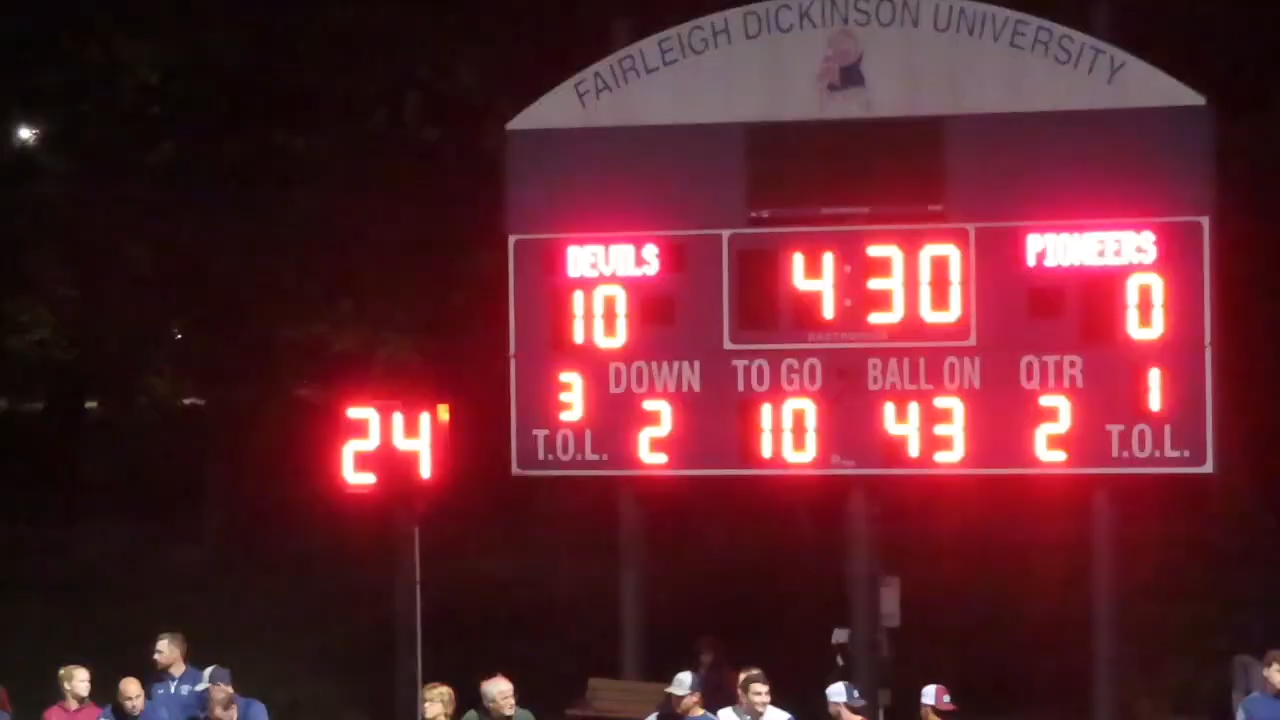 FAIRLEIGH DICKINSON UNIVERSITY
DEVILS 4:30 PIONEERS
10 0
3 DOWN TO GO BALL ON QTR 1
24 T.O.L. 2 10 43 2 T.O.L.